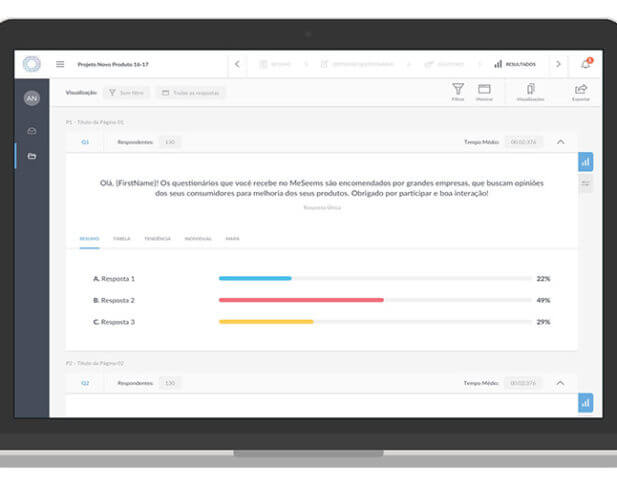 Projeto Novo Produto 16-17
RESUMO
EDITOR DE QUESTIONÁRIO
RESULTADOS
AN
Visualização:
Sem filtro
Todas as respostas
Filtros
Mostrar
Visualizações
Exportar
P1 - Título da Página 01
Q1
Respondentes:
130
Tempo Médio:
00:02:376
Olá, {FirstName}! Os questionários que você recebe no MeSeems são encomendados por grandes empresas, que buscam opiniões
dos seus consumidores para melhoria dos seus produtos. Obrigado por participar e boa interação!
Resposta Única
RESUMO
TABELA
TENDÊNCIA
INDIVIDUAL
MAPA
A. Resposta 1
22%
B. Resposta 2
49%
C. Resposta 3
29%
P2 - Título da Página 02
Q2
Respondentes:
130
Tempo Médio:
00:02:376